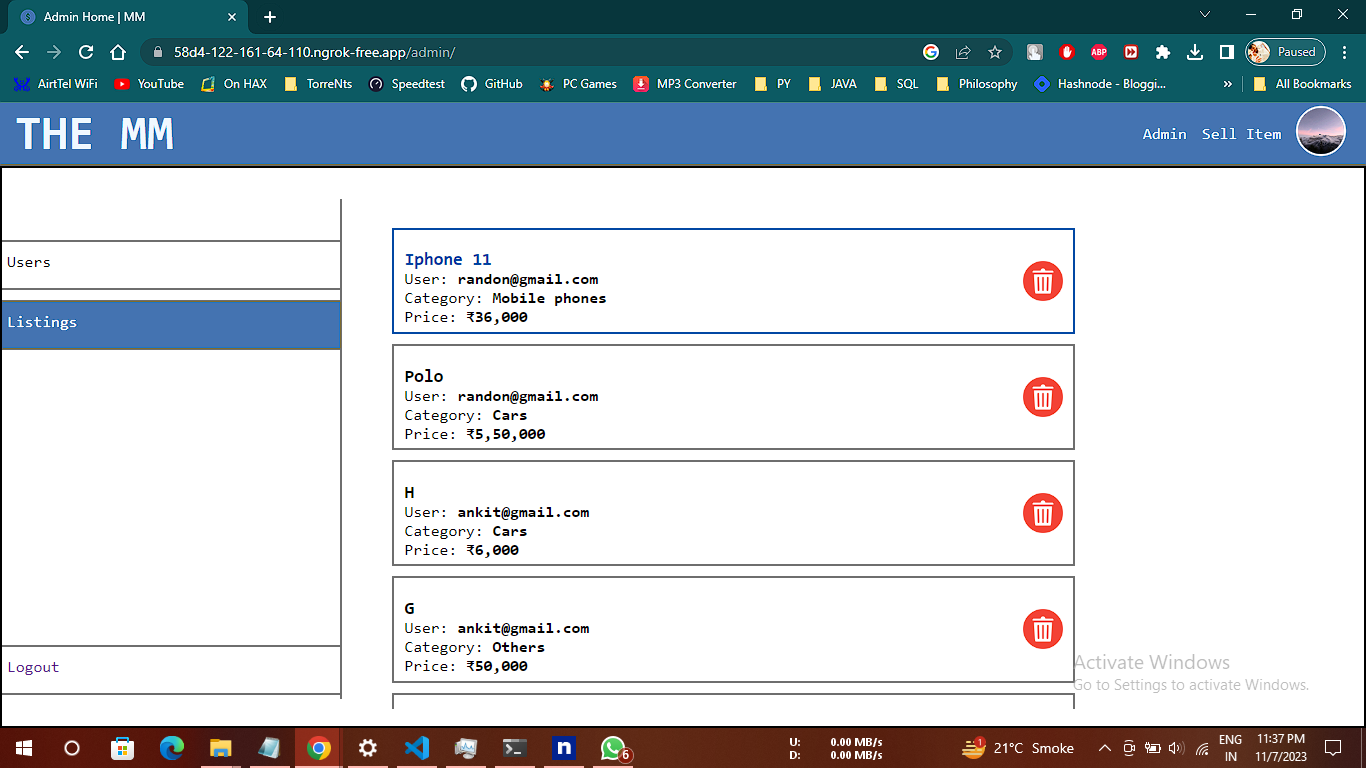 Admin Home | MM
58d4-122-161-64-110.ngrok-free.app/admin/
ABP
Paused
AirtTel WiFi
YouTube
On HAX
TorreNts
Speedtest
GitHub
PC Games
MP3 Converter
PY
JAVA
SQL
Philosophy
Hashnode - Bloggi...
»
All Bookmarks
THE MM
Admin
Sell Item
Users
Listings
Logout
Iphone 11
User: randon@gmail.com
Category: Mobile phones
Price: ₹36,000
Polo
User: randon@gmail.com
Category: Cars
Price: ₹5,50,000
H
User: ankit@gmail.com
Category: Cars
Price: ₹6,000
G
User: ankit@gmail.com
Category: Others
Price: ₹50,000
Activate Windows
Go to Settings to activate Windows.
n
6
U: 0.00 MB/s
D: 0.00 MB/s
1
21°C Smoke
ENG
IN
11:37 PM
11/7/2023